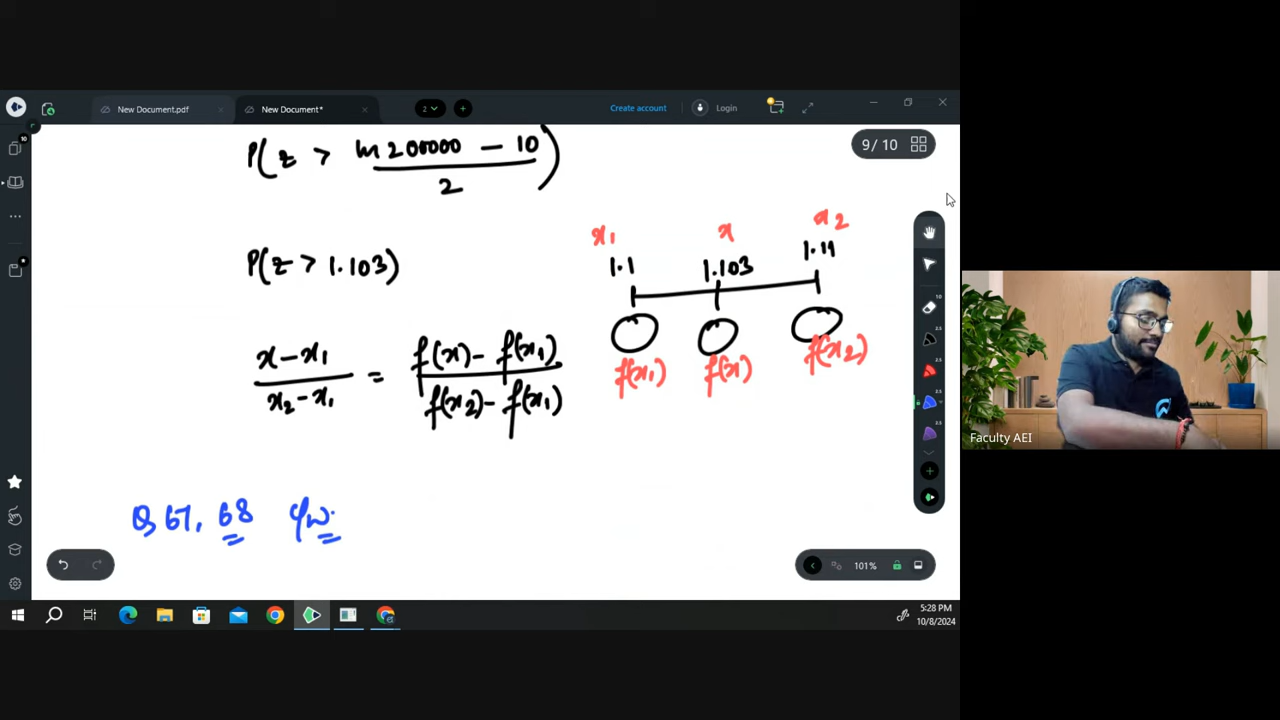 New Document.pdf
New Document*
2
Create account
Login
9/ 10
P(z > ln 200000 - 10 / 2)
P(z > 1.103)
x1 x x2
1.1 1.103 1.11
f(x1) f(x) f(x2)
x-x1 / x2-x1 = f(x) - f(x1) / f(x2) - f(x1)
Q 67, 68
Faculty AEI
101%
5:28 PM
10/8/2024